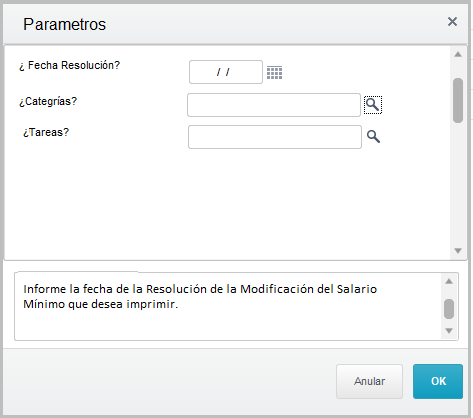 Parametros
¿ Fecha Resolución?
/ /
¿Categrías?
¿Tareas?
Informe la fecha de la Resolución de la Modificación del Salario
Mínimo que desea imprimir.
Anular
OK